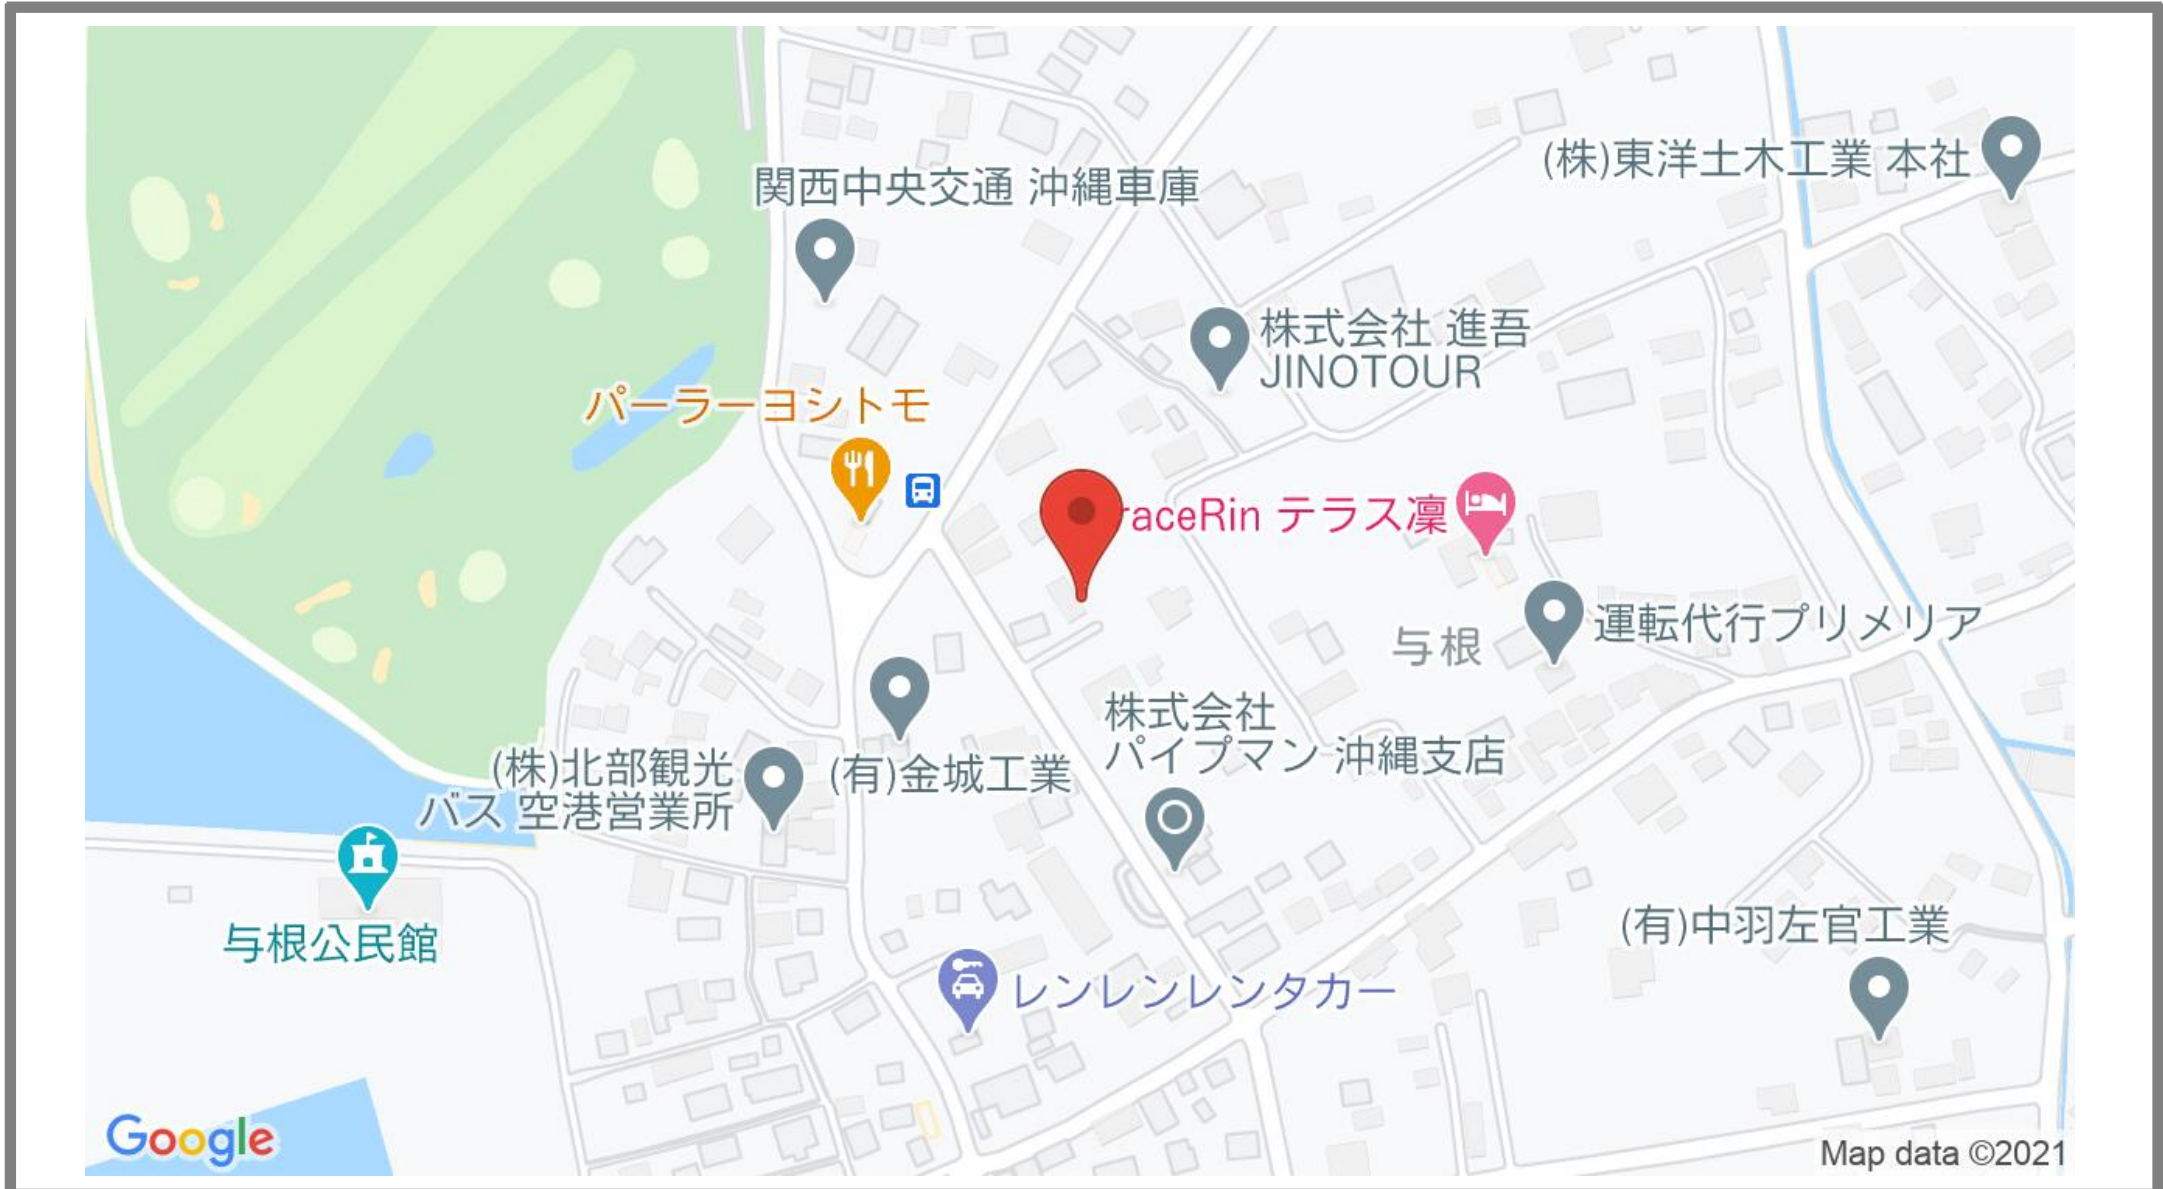 (株)東洋土木工業 本社
関西中央交通 沖縄車庫
株式会社 進吾
JINOTOUR
パーラーヨシトモ
raceRin テラス凜
運転代行プリメリア
与根
株式会社
パイプマン 沖縄支店
(株)北部観光
バス 空港営業所
(有)金城工業
与根公民館
(有)中羽左官工業
レンレンレンタカー
Google
Map data ©2021